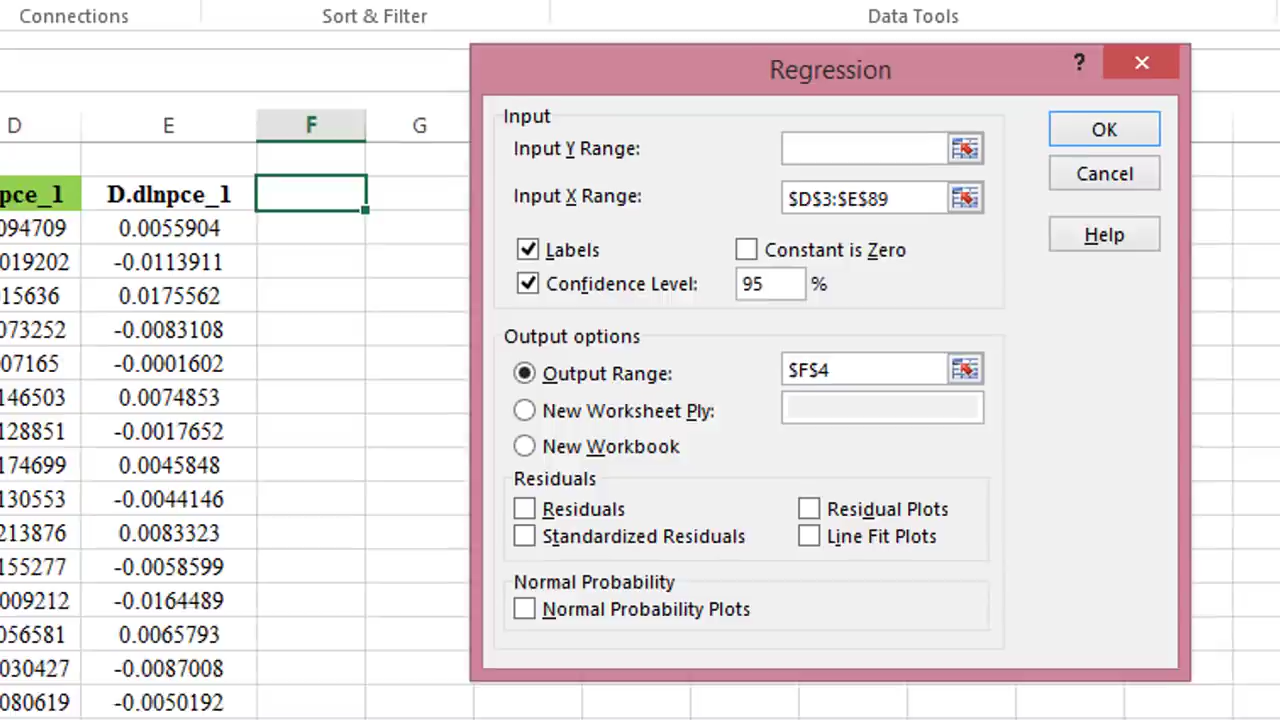 Connections Sort & Filter Data Tools
Regression ?
D E F G
Input
Input Y Range:
OK
Input X Range: $D$3:$E$89
Cancel
Labels Constant is Zero
Help
Confidence Level: 95 %
Output options
Output Range: $F$4
New Worksheet Ply:
New Workbook
Residuals
Residuals Residual Plots
Standardized Residuals Line Fit Plots
Normal Probability
Normal Probability Plots
pce_1 D.dlnpce_1
094709 0.0055904
019202 -0.0113911
15636 0.0175562
073252 -0.0083108
07165 -0.0001602
146503 0.0074853
128851 -0.0017652
174699 0.0045848
130553 -0.0044146
213876 0.0083323
155277 -0.0058599
009212 -0.0164489
056581 0.0065793
030427 -0.0087008
080619 -0.0050192